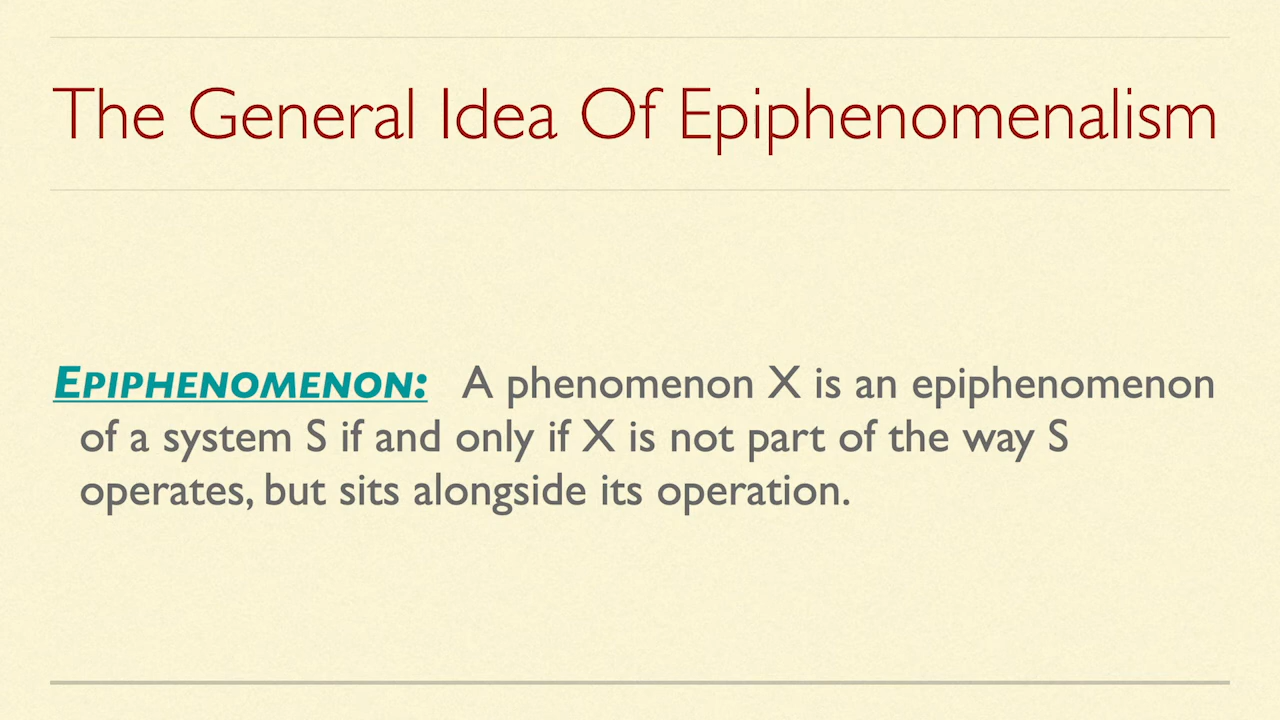 The General Idea Of Epiphenomenalism
EPIPHENOMENON: A phenomenon X is an epiphenomenon
of a system S if and only if X is not part of the way S
operates, but sits alongside its operation.